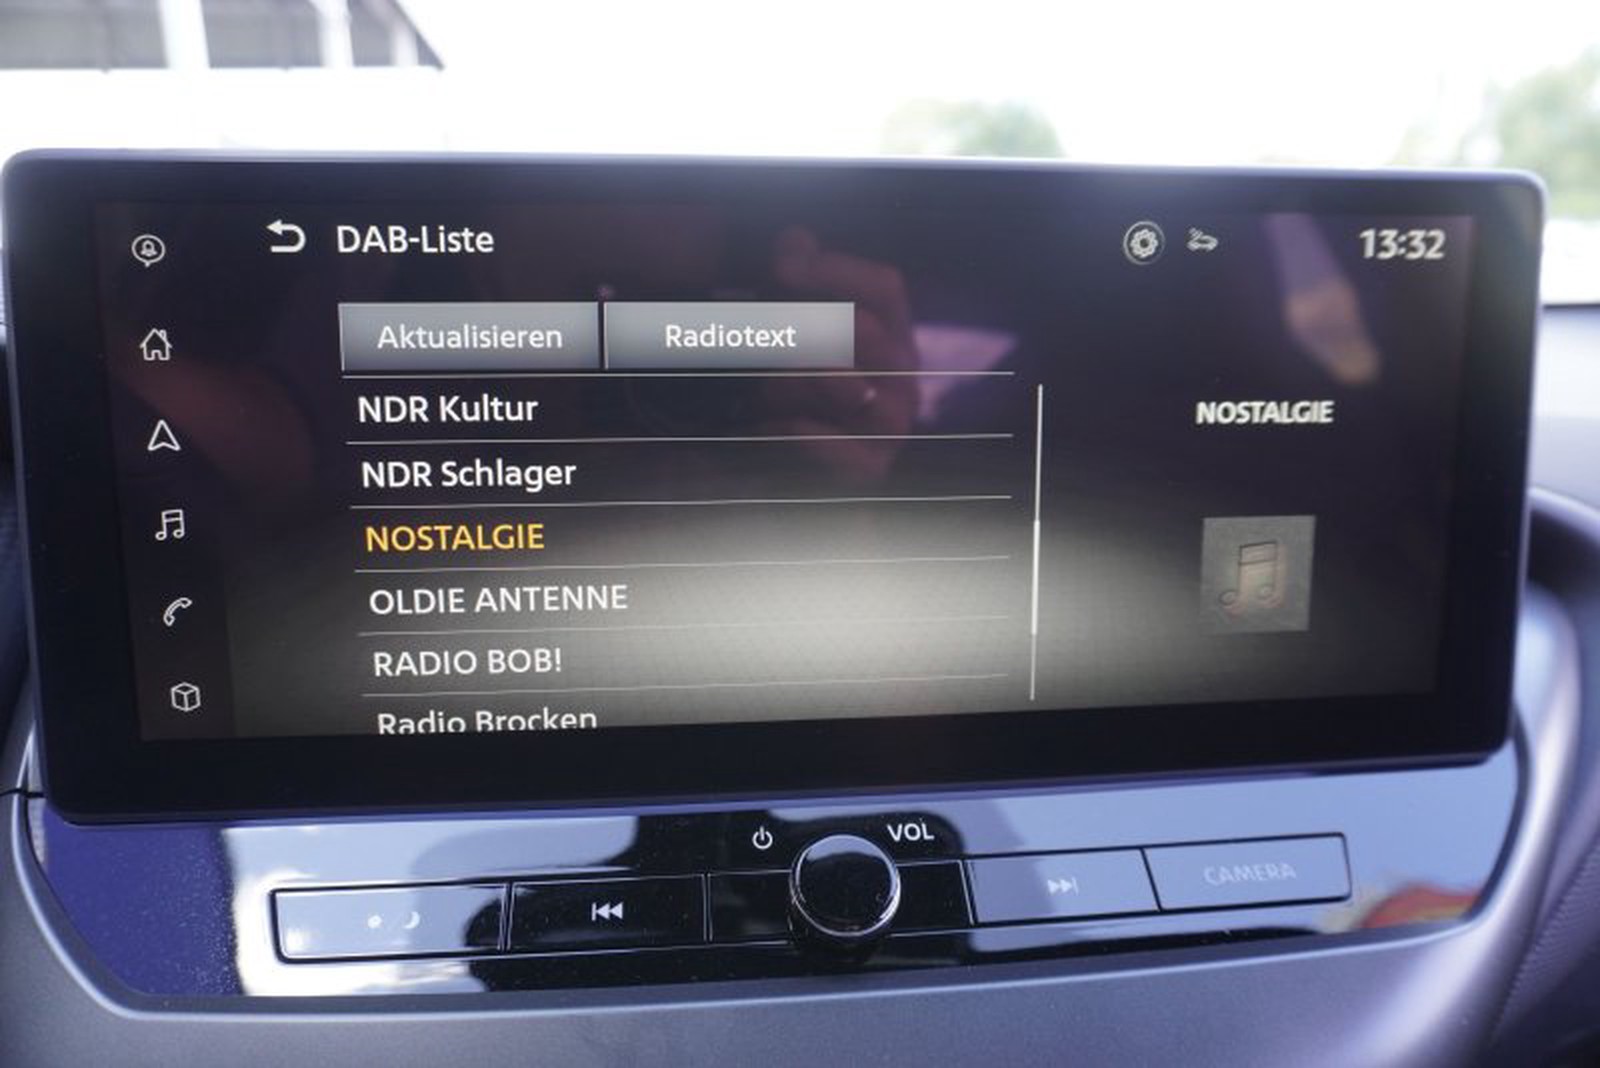 DAB-Liste
13:32
Aktualisieren
Radiotext
NDR Kultur
NDR Schlager
NOSTALGIE
OLDIE ANTENNE
RADIO BOB!
Radio Brocken
NOSTALGIE
VOL
CAMERA